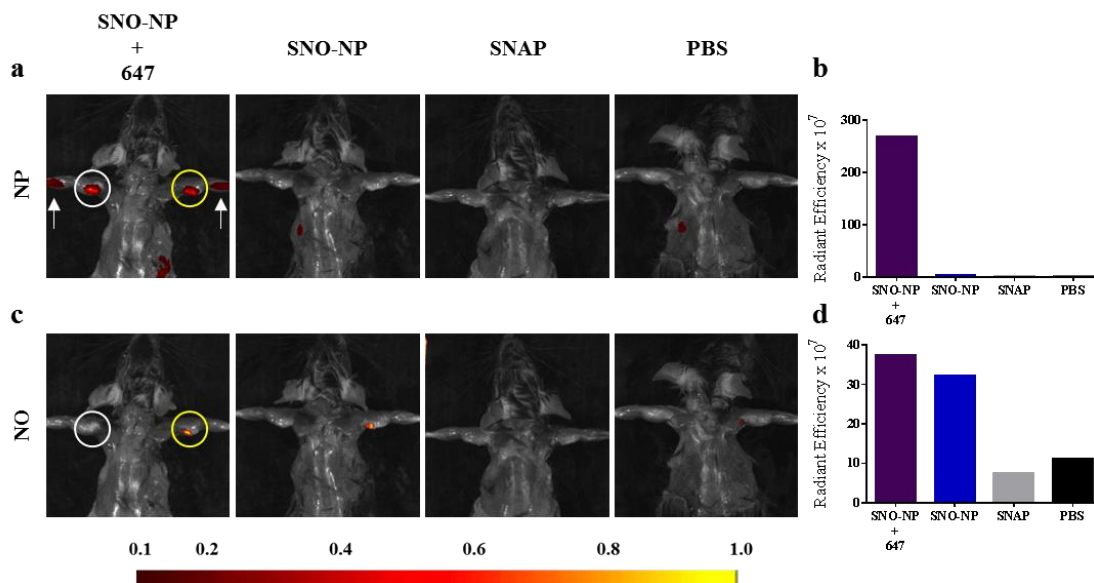 SNO-NP
+
647
SNO-NP
SNAP
PBS
a
b
NP
Radiant Efficiency x 10⁷
300
200
100
0
SNO-NP
+
647
SNO-NP
SNAP
PBS
c
d
NO
Radiant Efficiency x 10⁷
40
30
20
10
0
SNO-NP
+
647
SNO-NP
SNAP
PBS
0.1 0.2 0.4 0.6 0.8 1.0